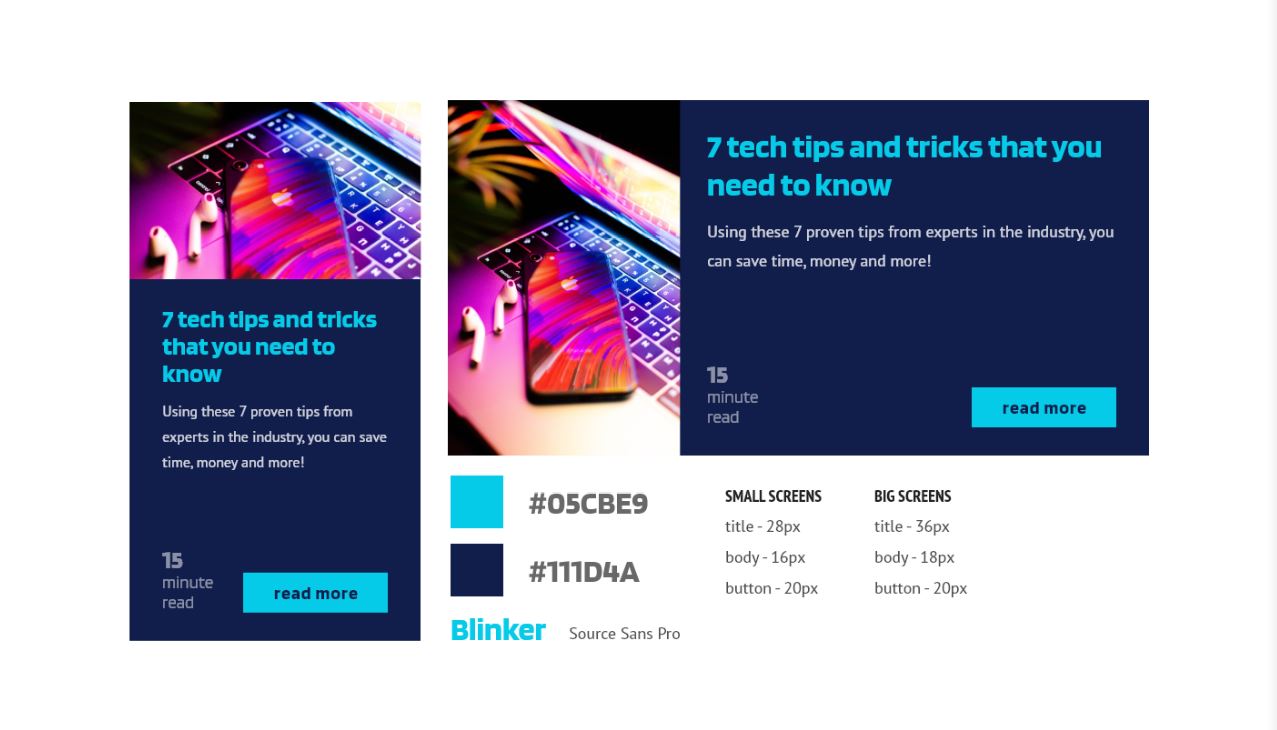 7 tech tips and tricks
that you need to
know
Using these 7 proven tips from
experts in the industry, you can save
time, money and more!
15
minute
read
read more
7 tech tips and tricks that you
need to know
Using these 7 proven tips from experts in the industry, you
can save time, money and more!
15
minute
read
read more
#05CBE9
#111D4A
Blinker Source Sans Pro
SMALL SCREENS
title - 28px
body - 16px
button - 20px
BIG SCREENS
title - 36px
body - 18px
button - 20px